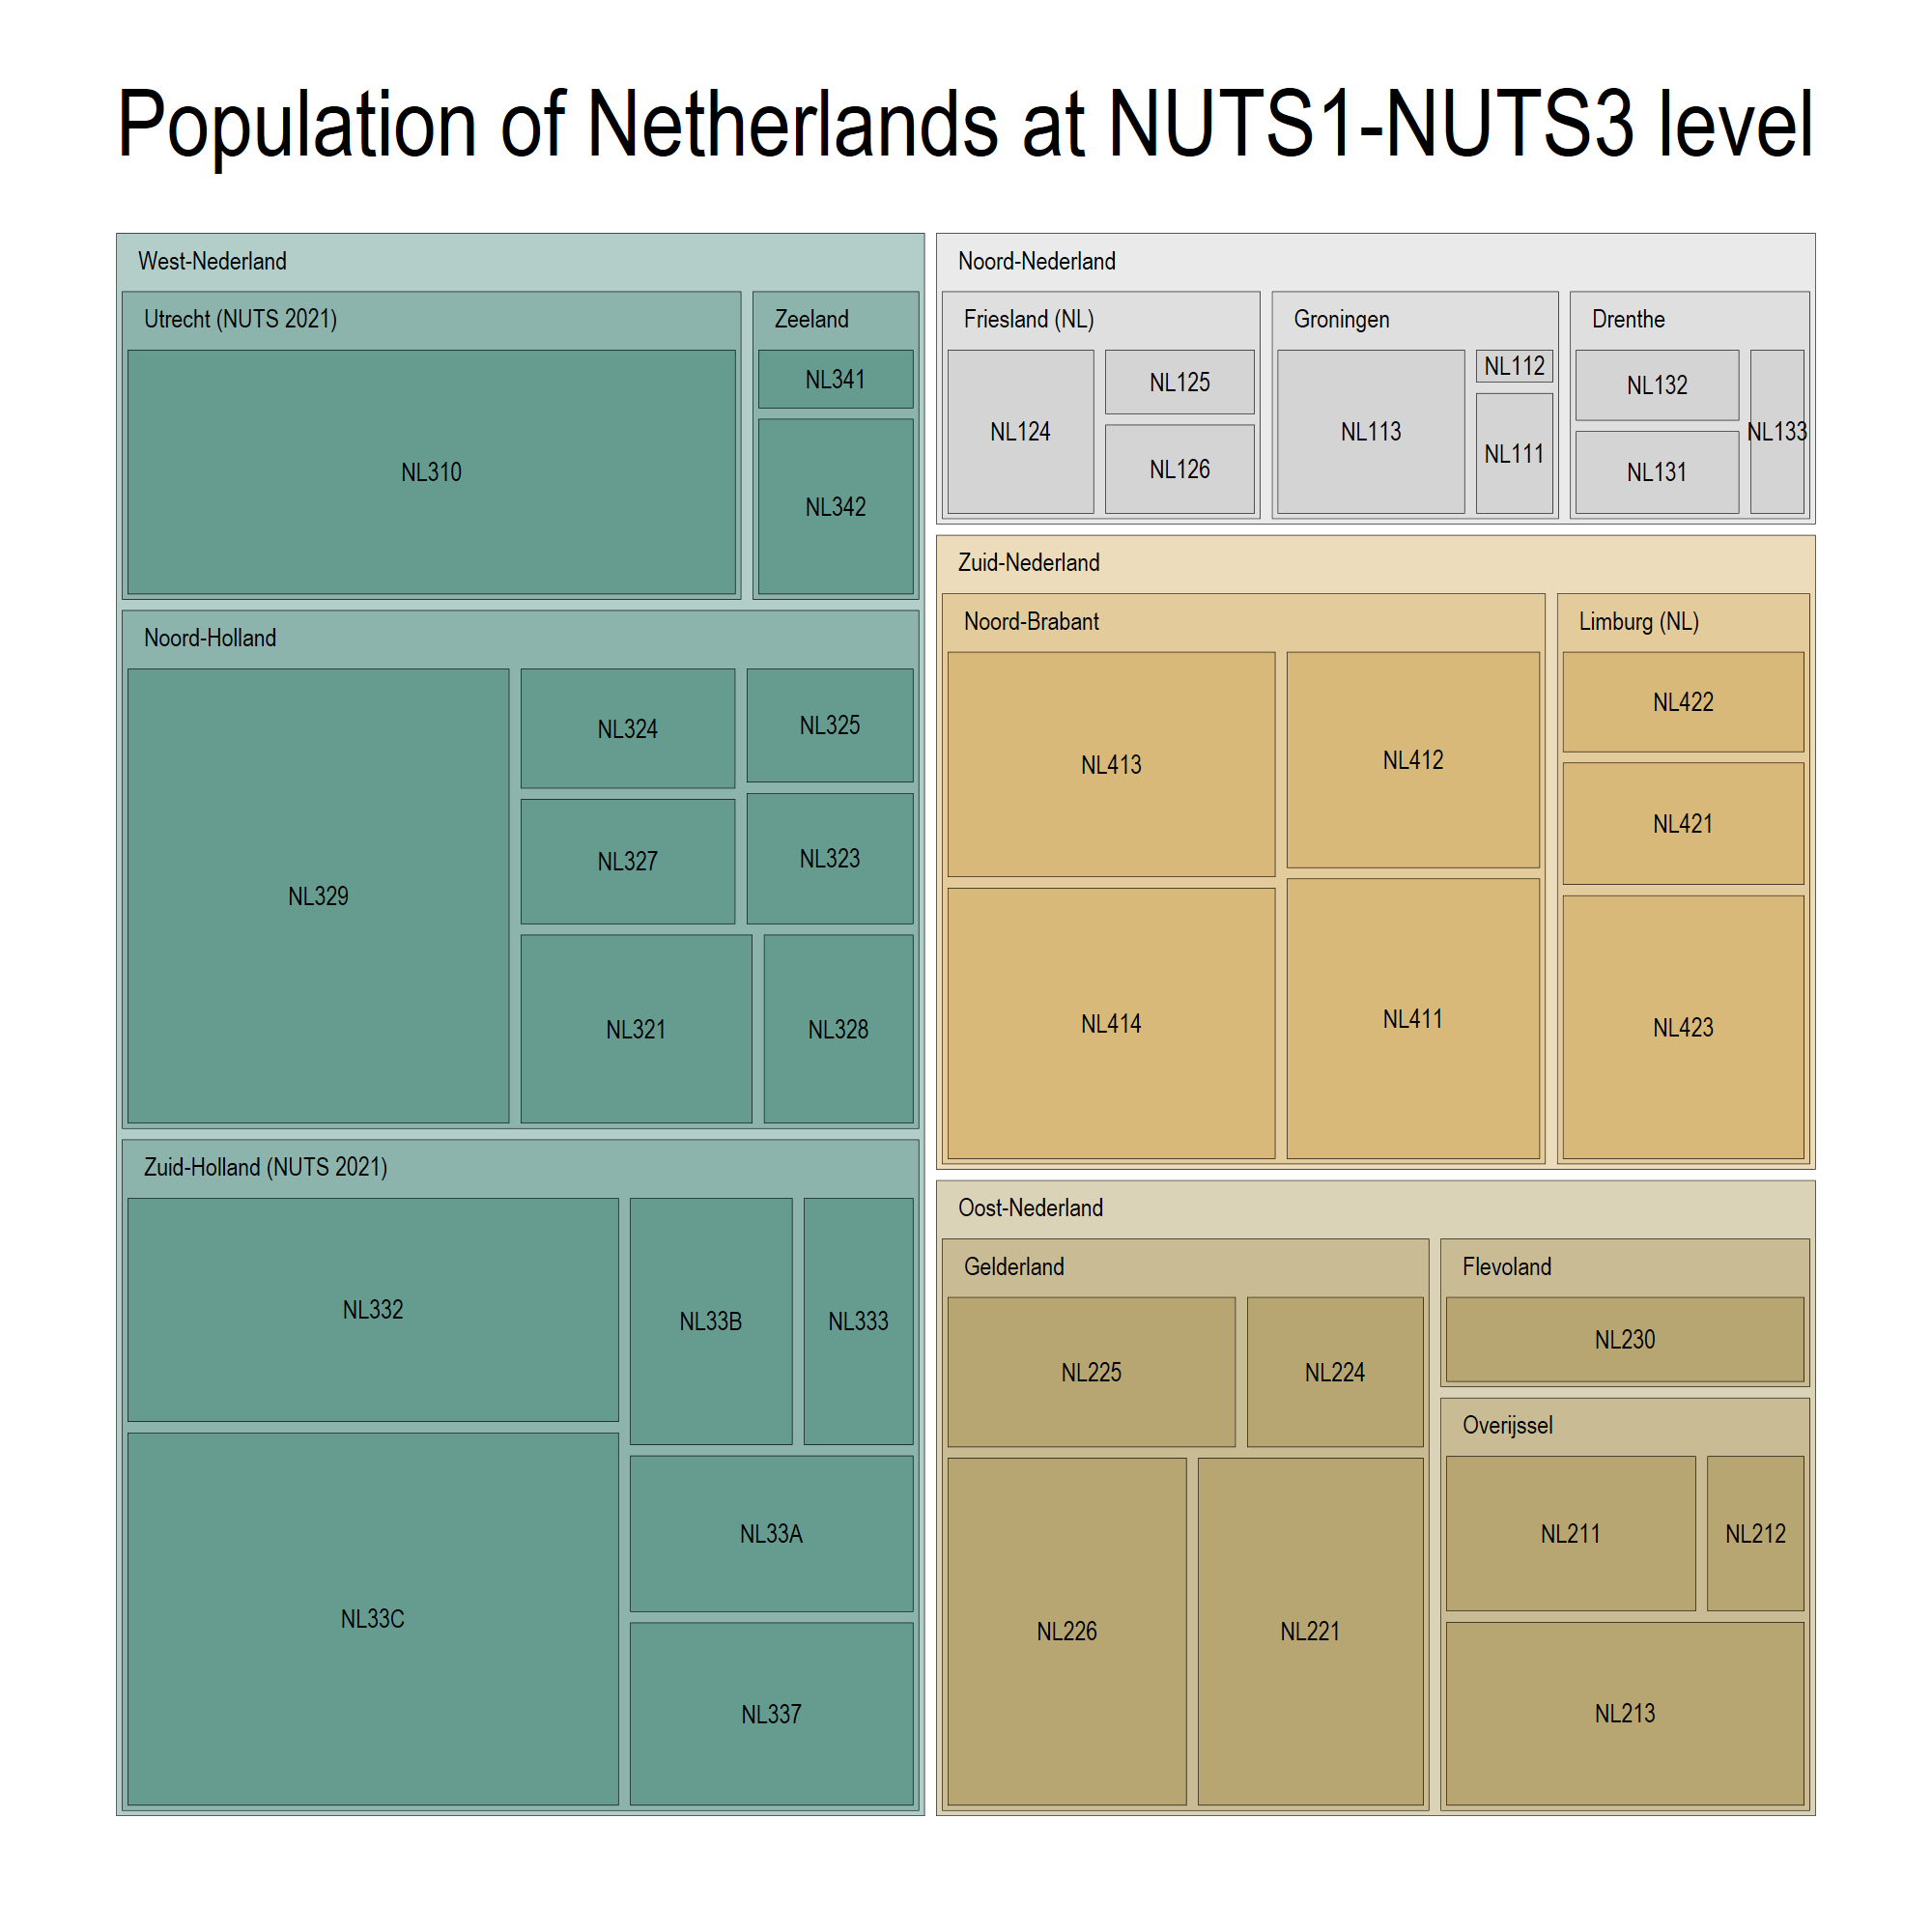 Population of Netherlands at NUTS1-NUTS3 level
West-Nederland
Utrecht (NUTS 2021)
NL310
Zeeland
NL341
NL342
Noord-Holland
NL329
NL324
NL325
NL327
NL323
NL321
NL328
Zuid-Holland (NUTS 2021)
NL332
NL33B
NL333
NL33C
NL33A
NL337
Noord-Nederland
Friesland (NL)
NL124
NL125
NL126
Groningen
NL113
NL112
NL111
Drenthe
NL132
NL131
NL133
Zuid-Nederland
Noord-Brabant
NL413
NL412
NL414
NL411
Limburg (NL)
NL422
NL421
NL423
Oost-Nederland
Gelderland
NL225
NL224
NL226
NL221
Flevoland
NL230
Overijssel
NL211
NL212
NL213